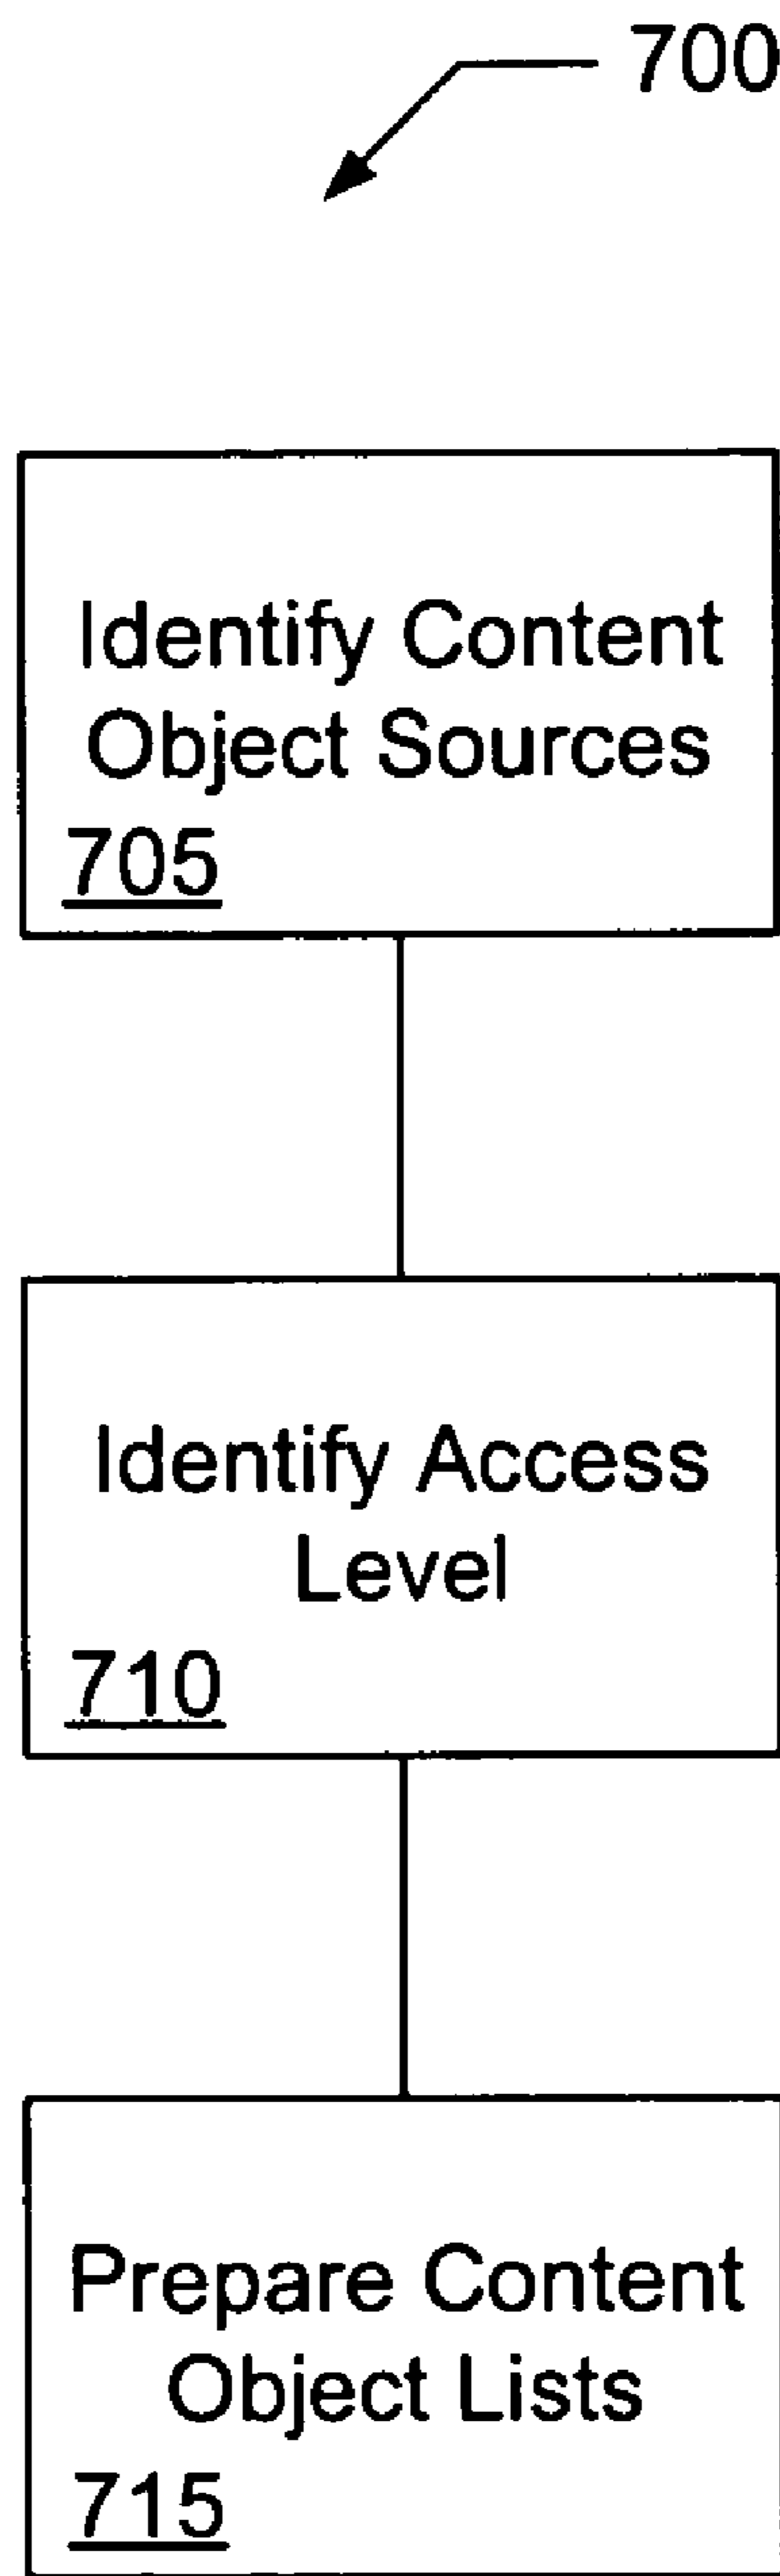 700
Identify Content
Object Sources
705
Identify Access
Level
710
Prepare Content
Object Lists
715